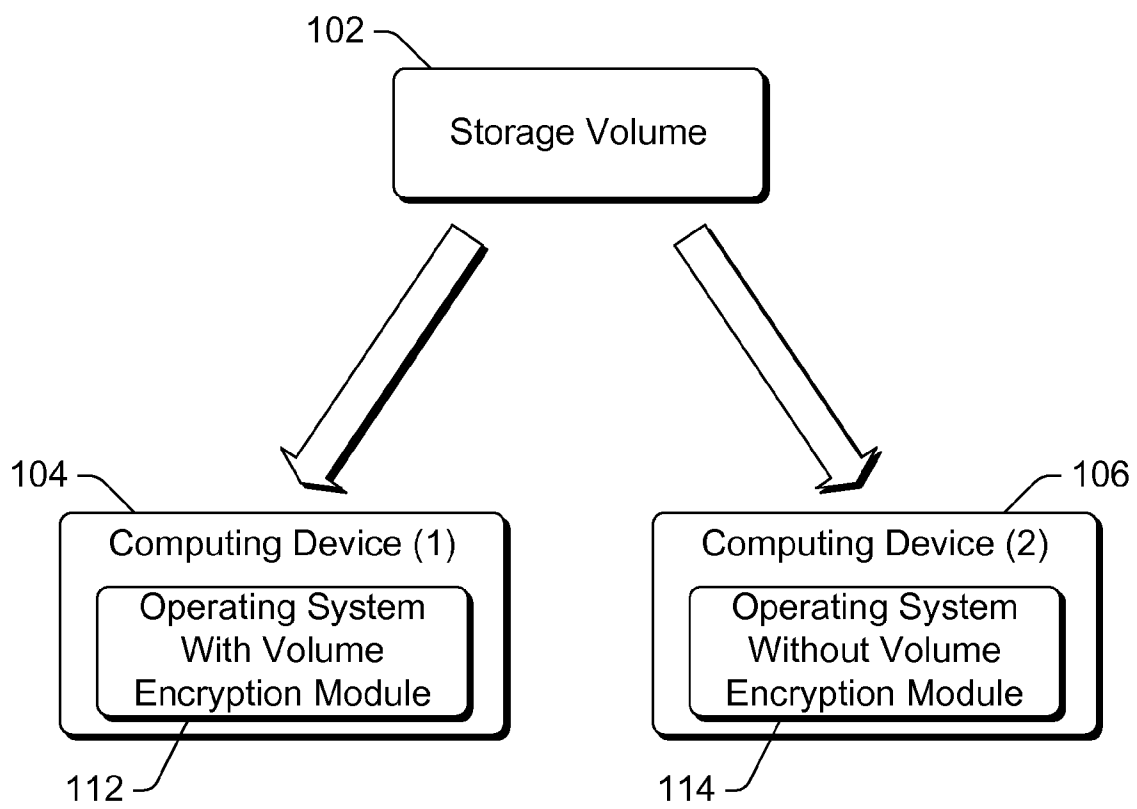 102
Storage Volume
104
Computing Device (1)
Operating System
With Volume
Encryption Module
112
106
Computing Device (2)
Operating System
Without Volume
Encryption Module
114